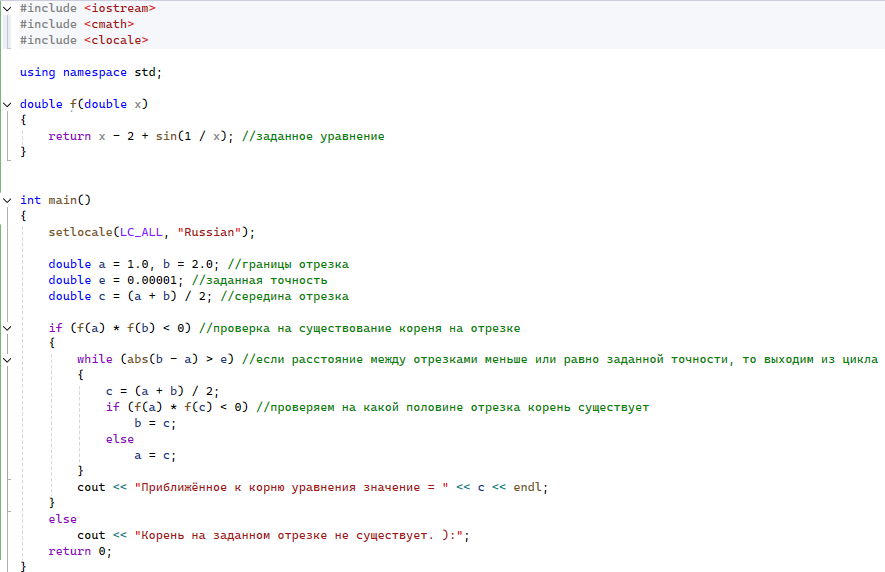 #include <iostream>
#include <cmath>
#include <clocale>
using namespace std;
double f(double x)
{
return x - 2 + sin(1 / x); //заданное уравнение
}
int main()
{
setlocale(LC_ALL, "Russian");
double a = 1.0, b = 2.0; //границы отрезка
double e = 0.00001; //заданная точность
double c = (a + b) / 2; //середина отрезка
if (f(a) * f(b) < 0) //проверка на существование кореня на отрезке
{
while (abs(b - a) > e) //если расстояние между отрезками меньше или равно заданной точности, то выходим из цикла
{
c = (a + b) / 2;
if (f(a) * f(c) < 0) //проверяем на какой половине отрезка корень существует
b = c;
else
a = c;
}
cout << "Приближённое к корню уравнения значение = " << c << endl;
}
else
cout << "Корень на заданном отрезке не существует. ):";
return 0;
}